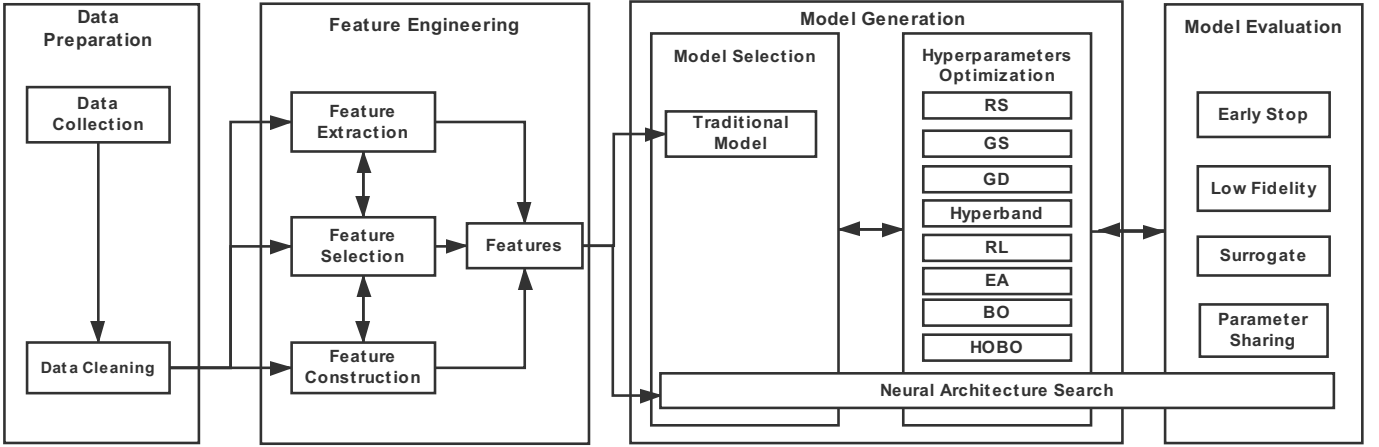 Data
Preparation
Data
Collection
Data Cleaning
Feature Engineering
Feature
Extraction
Feature
Selection
Feature
Construction
Features
Model Generation
Model Selection
Traditional
Model
Hyperparameters
Optimization
RS
GS
GD
Hyperband
RL
EA
BO
HOBO
Neural Architecture Search
Model Evaluation
Early Stop
Low Fidelity
Surrogate
Parameter
Sharing